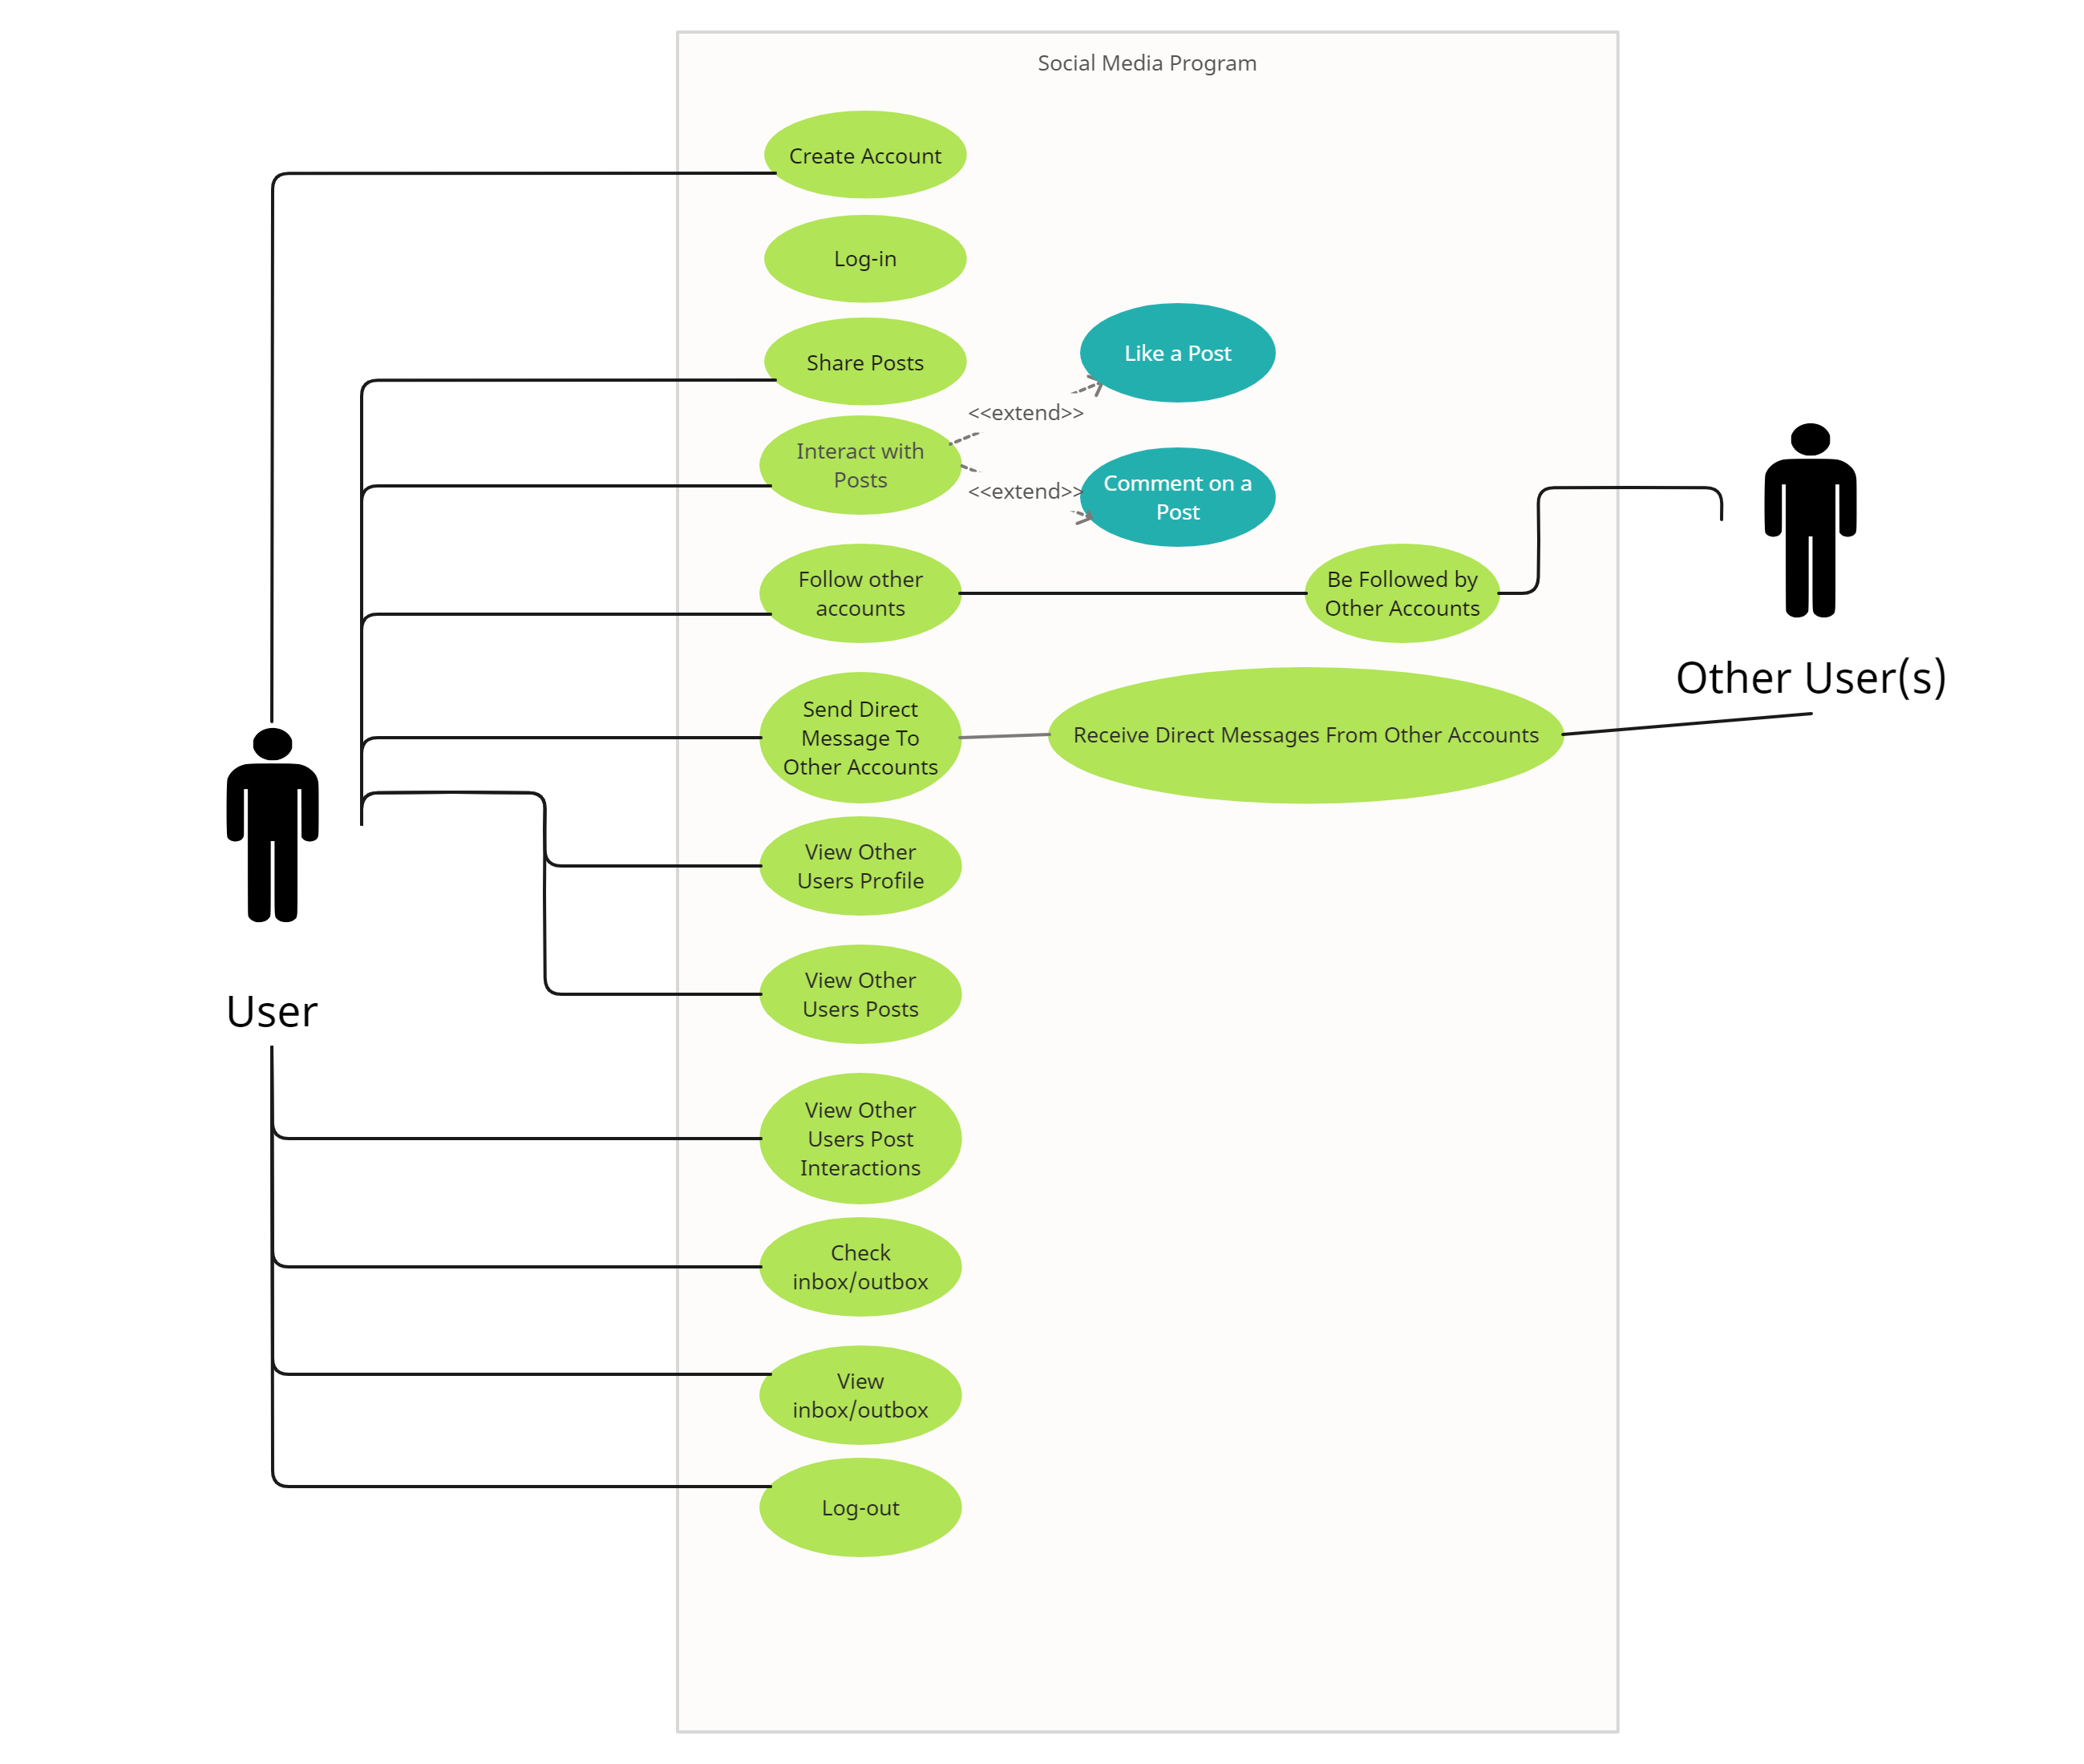 Social Media Program
Create Account
Log-in
Share Posts
Like a Post
<<extend>>
Interact with
Posts
<<extend>>
Comment on a
Post
Follow other
accounts
Be Followed by
Other Accounts
Other User(s)
Send Direct
Message To
Other Accounts
Receive Direct Messages From Other Accounts
View Other
Users Profile
View Other
Users Posts
User
View Other
Users Post
Interactions
Check
inbox/outbox
View
inbox/outbox
Log-out